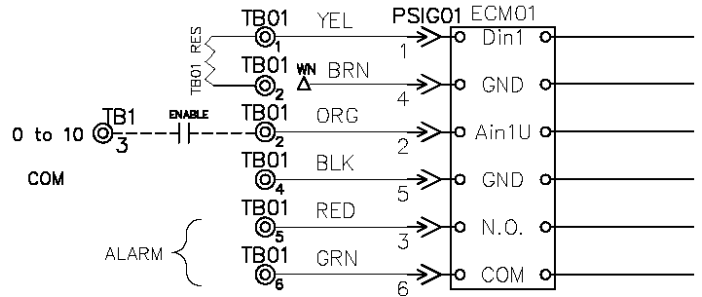 TB01 YEL PSIG01 ECM01
1 1 Din1
TB01 RES
TB01 WN BRN
2 4 GND
TB1 ENABLE TB01 ORG
0 to 10 3 2 2 Ain1U
COM TB01 BLK
4 5 GND
TB01 RED
5 3 N.O.
ALARM TB01 GRN
6 6 COM